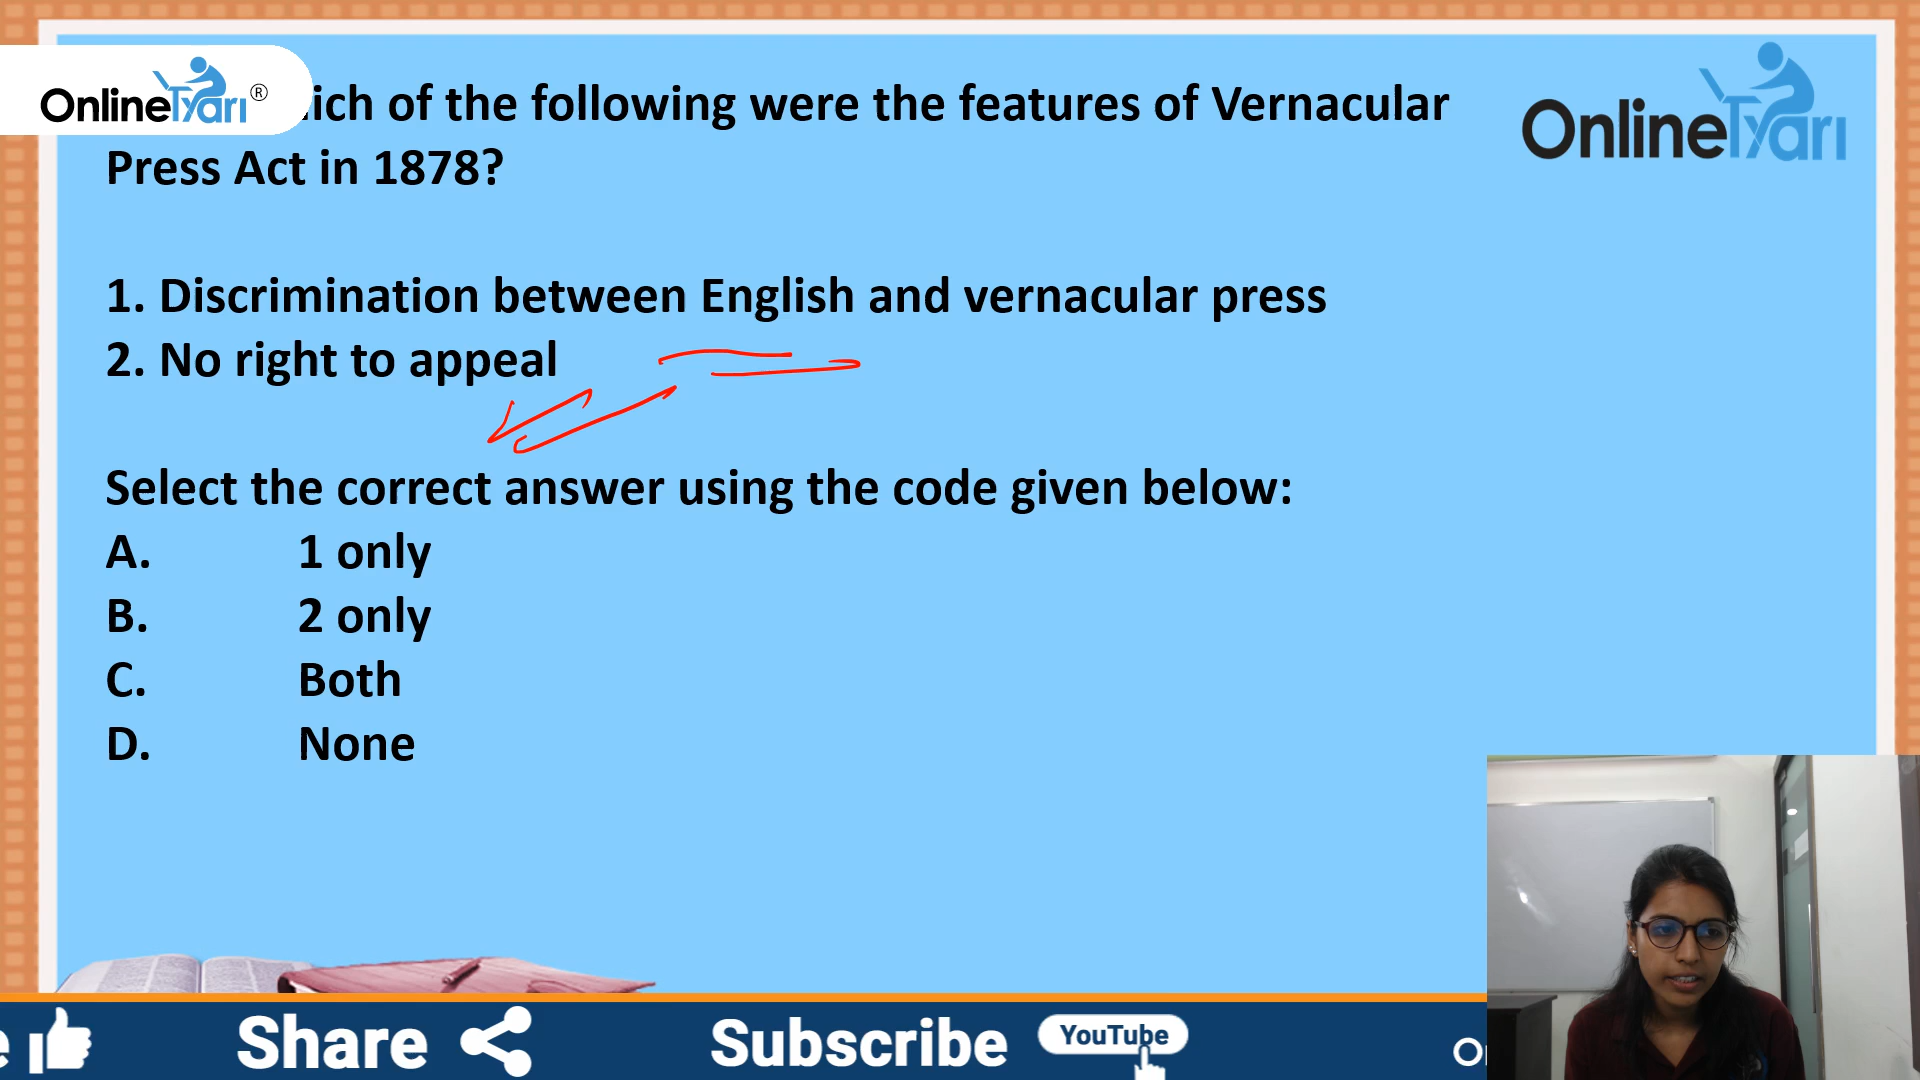 OnlineTyari ®
ich of the following were the features of Vernacular
OnlineTyari
Press Act in 1878?
1. Discrimination between English and vernacular press
2. No right to appeal
Select the correct answer using the code given below:
A. 1 only
B. 2 only
C. Both
D. None
e Share Subscribe YouTube